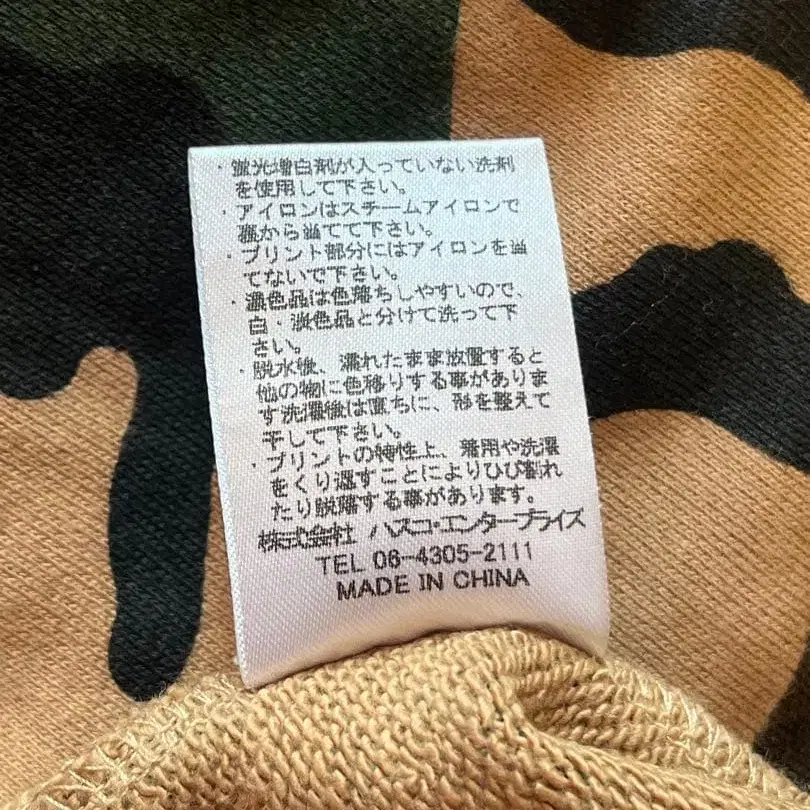 ・蛍光増白剤が入っていない洗剤
を使用して下さい。
・アイロンはスチームアイロンで
裏から当てて下さい。
・プリント部分にはアイロンを当
てないで下さい。
・濃色品は色落ちしやすいので、
白・淡色品と分けて洗って下
さい。
・脱水後、濡れたまま放置すると
他の物に色移りする事がありま
す洗濯後は直ちに、形を整えて
干して下さい。
・プリントの特性上、着用や洗濯
をくり返すことによりひび割れ
たり脱落する事があります。
株式会社 ハスコ・エンタープライズ
TEL 06-4305-2111
MADE IN CHINA